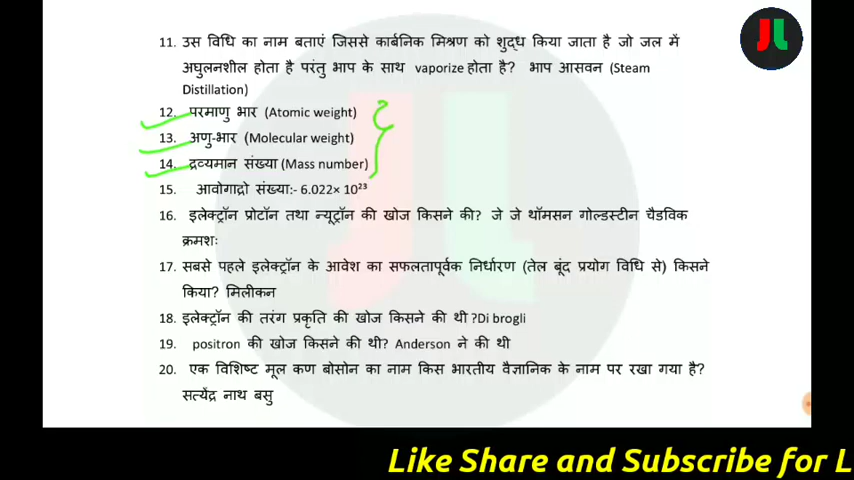 11. उस विधि का नाम बताएं जिससे कार्बनिक मिश्रण को शुद्ध किया जाता है जो जल में
अघुलनशील होता है परंतु भाप के साथ vaporize होता है? भाप आसवन (Steam
Distillation)
12. परमाणु भार (Atomic weight)
13. अणु-भार (Molecular weight)
14. द्रव्यमान संख्या (Mass number)
15. आवोगाद्रो संख्या:- 6.022× 10²³
16. इलेक्ट्रॉन प्रोटॉन तथा न्यूट्रॉन की खोज किसने की? जे जे थॉमसन गोल्डस्टीन चैडविक
क्रमशः
17. सबसे पहले इलेक्ट्रॉन के आवेश का सफलतापूर्वक निर्धारण (तेल बूंद प्रयोग विधि से) किसने
किया? मिलीकन
18. इलेक्ट्रॉन की तरंग प्रकृति की खोज किसने की थी ?Di brogli
19. positron की खोज किसने की थी? Anderson ने की थी
20. एक विशिष्ट मूल कण बोसोन का नाम किस भारतीय वैज्ञानिक के नाम पर रखा गया है?
सत्येंद्र नाथ बसु
Like Share and Subscribe for L